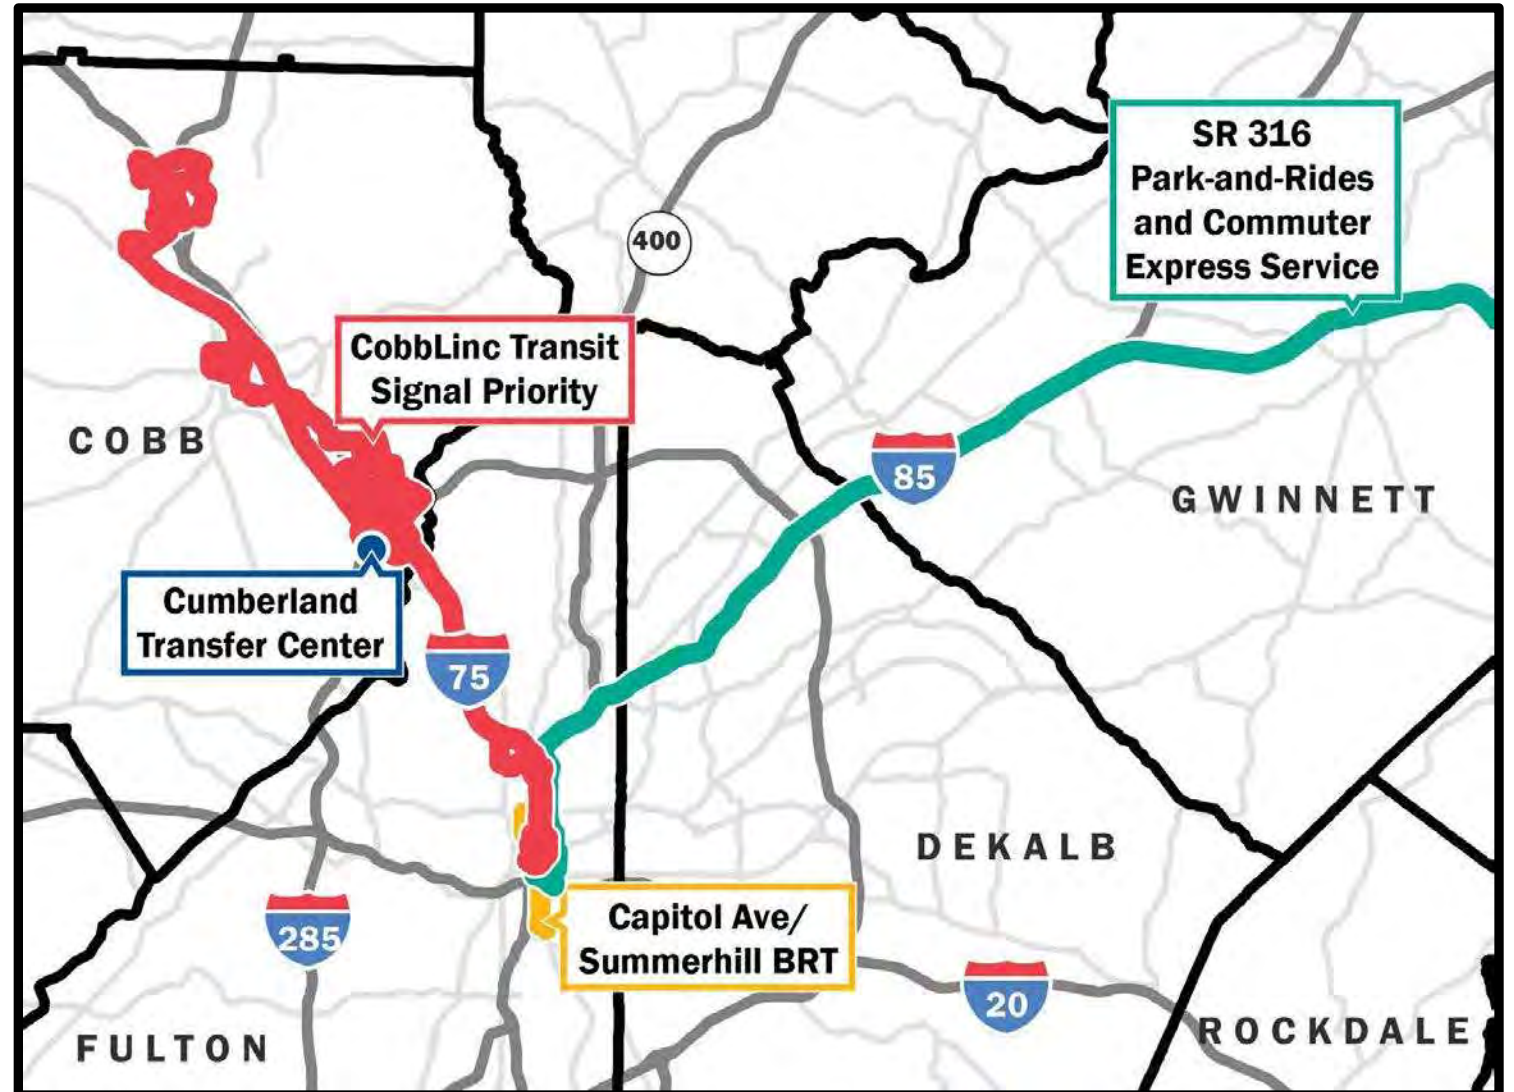 SR 316
Park-and-Rides
and Commuter
Express Service
400
CobbLinc Transit
Signal Priority
COBB
85
GWINNETT
Cumberland
Transfer Center
75
DEKALB
Capitol Ave/
Summerhill BRT
285
20
ROCKDALE
FULTON